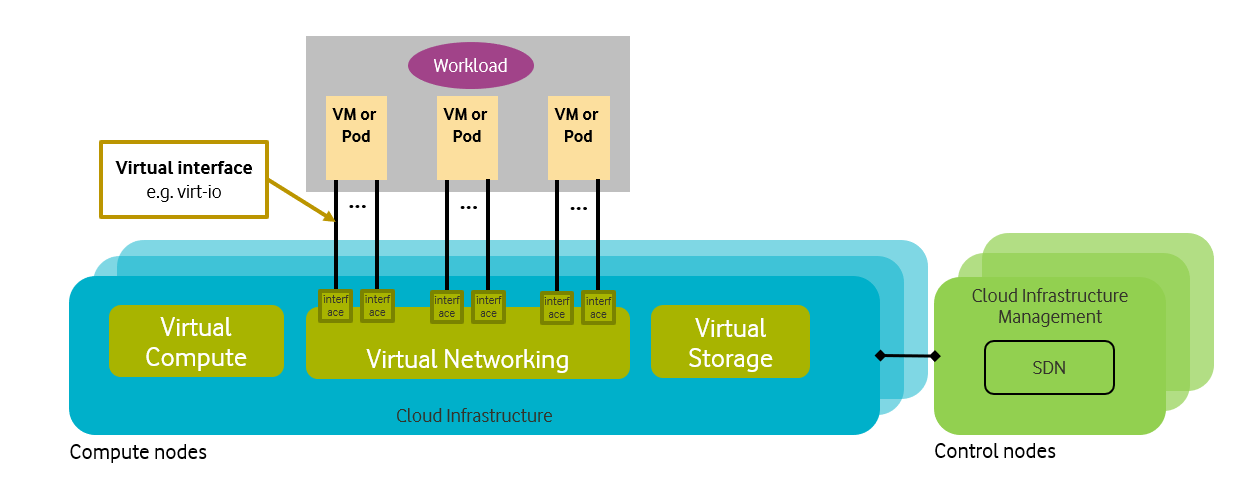 Workload
VM or
Pod
VM or
Pod
VM or
Pod
Virtual interface
e.g. virt-io
...
...
...
interf
ace
interf
ace
interf
ace
interf
ace
interf
ace
interf
ace
Virtual
Compute
Virtual Networking
Virtual
Storage
Cloud Infrastructure
Compute nodes
Cloud Infrastructure
Management
SDN
Control nodes